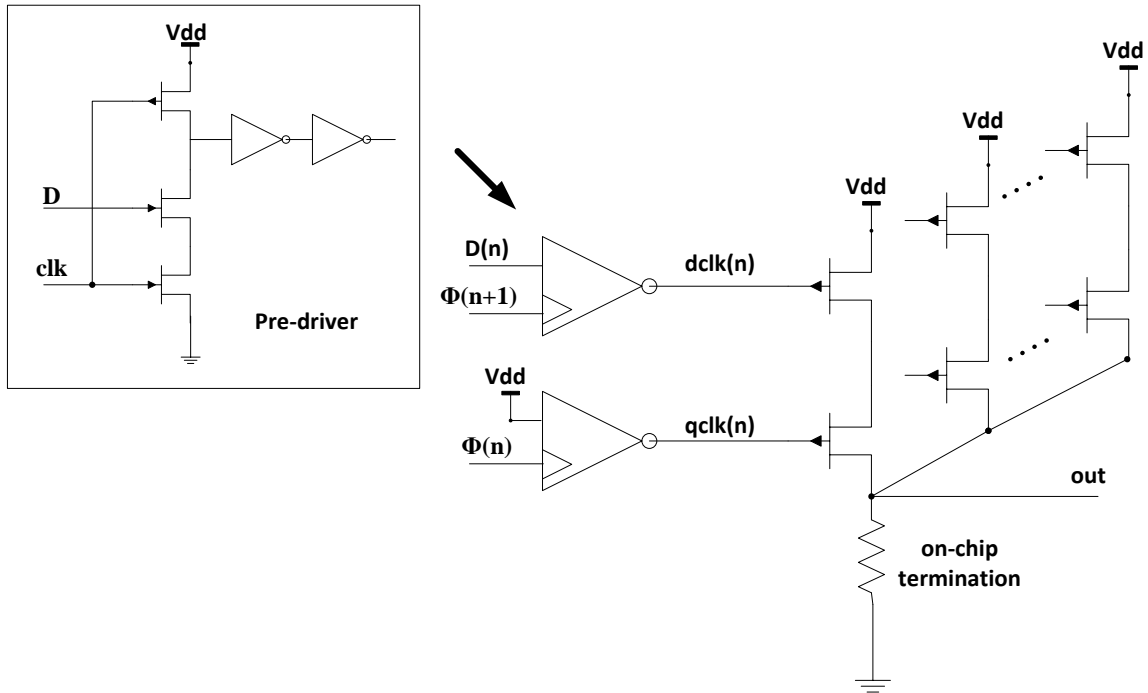 Vdd
D
clk
Pre-driver
D(n)
Φ(n+1)
dclk(n)
Vdd
Φ(n)
qclk(n)
Vdd
Vdd
Vdd
out
on-chip
termination